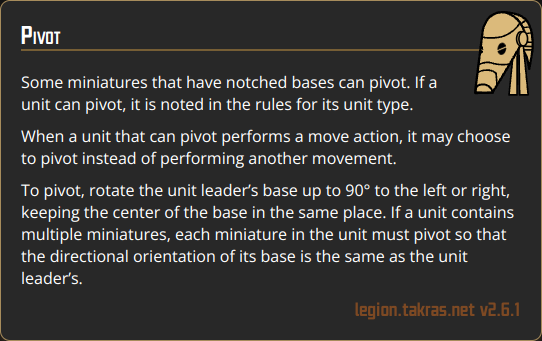 Pivot
Some miniatures that have notched bases can pivot. If a
unit can pivot, it is noted in the rules for its unit type.
When a unit that can pivot performs a move action, it may choose
to pivot instead of performing another movement.
To pivot, rotate the unit leader’s base up to 90° to the left or right,
keeping the center of the base in the same place. If a unit contains
multiple miniatures, each miniature in the unit must pivot so that
the directional orientation of its base is the same as the unit
leader’s.
legion.takras.net v2.6.1